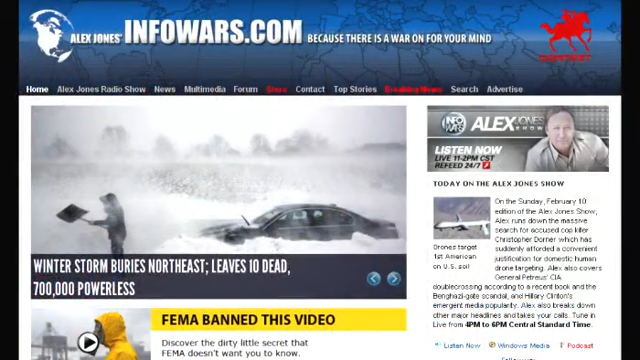 ALEX JONES' INFOWARS.COM BECAUSE THERE IS A WAR ON FOR YOUR MIND
Home Alex Jones Radio Show News Multimedia Forum Store Contact Top Stories Breaking News Search Advertise
WINTER STORM BURIES NORTHEAST; LEAVES 10 DEAD,
700,000 POWERLESS
FEMA BANNED THIS VIDEO
Discover the dirty little secret that
FEMA doesn't want you to know.
INFO WARS ALEX JONES SHOW
LISTEN NOW
LIVE 11-2PM CST
REFEED 24/7
TODAY ON THE ALEX JONES SHOW
Drones target
1st American
on U.S. soil
On the Sunday, February 10
edition of the Alex Jones Show,
Alex runs down the massive
search for accused cop killer
Christopher Dorner which has
suddenly afforded a convenient
justification for domestic human
drone targeting. Alex also covers
General Petreus' CIA
doublecrossing according to a recent book and the
Benghazi-gate scandal, and Hillary Clinton's
emergent media popularity. Alex also breaks down
other major headlines and takes your calls. Tune in
Live from 4PM to 6PM Central Standard Time.
Listen Now Windows Media Podcast